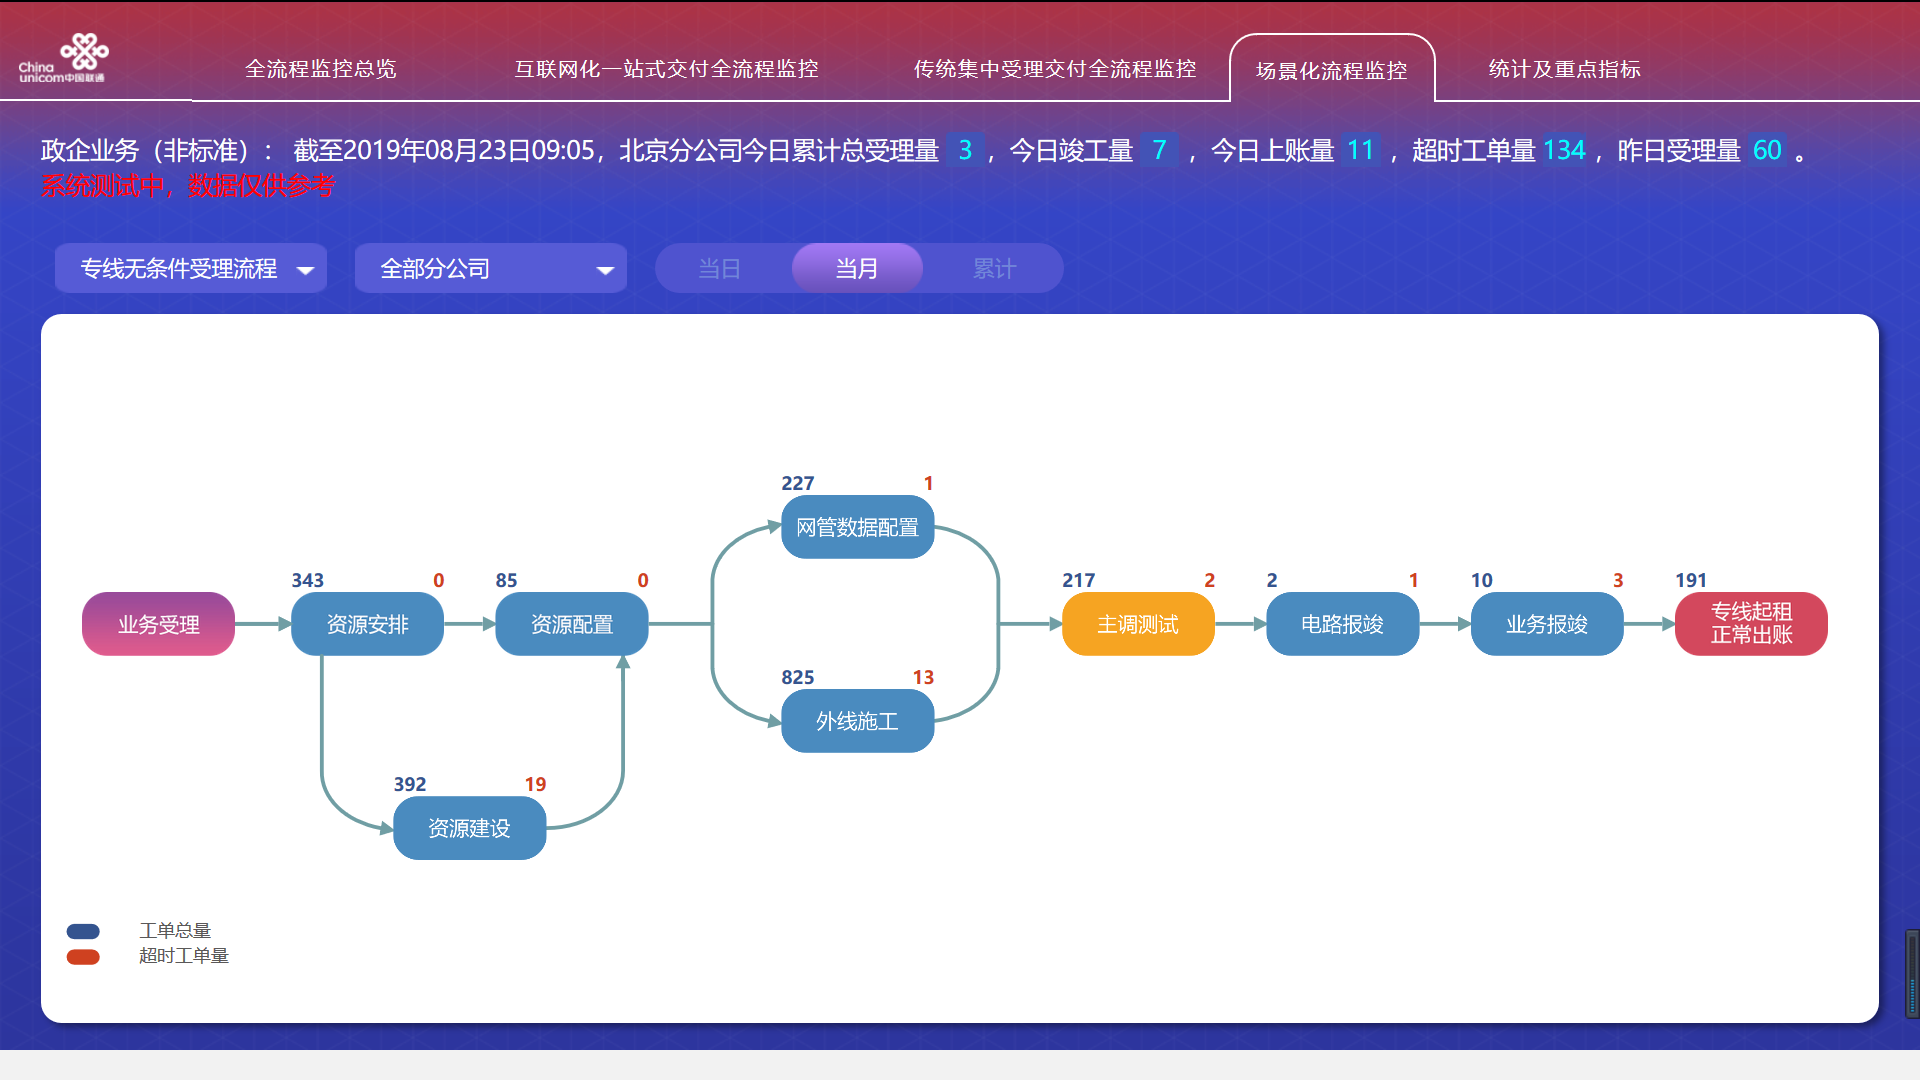 China
unicom中国联通
全流程监控总览
互联网化一站式交付全流程监控
传统集中受理交付全流程监控
场景化流程监控
统计及重点指标
政企业务（非标准）： 截至2019年08月23日09:05，北京分公司今日累计总受理量 3 ，今日竣工量 7 ，今日上账量 11 ，超时工单量 134 ，昨日受理量 60 。
系统测试中，数据仅供参考
专线无条件受理流程
全部分公司
当日
当月
累计
227 1
网管数据配置
343 0
85 0
217 2
2 1
10 3
191
业务受理
资源安排
资源配置
主调测试
电路报竣
业务报竣
专线起租
正常出账
825 13
外线施工
392 19
资源建设
工单总量
超时工单量